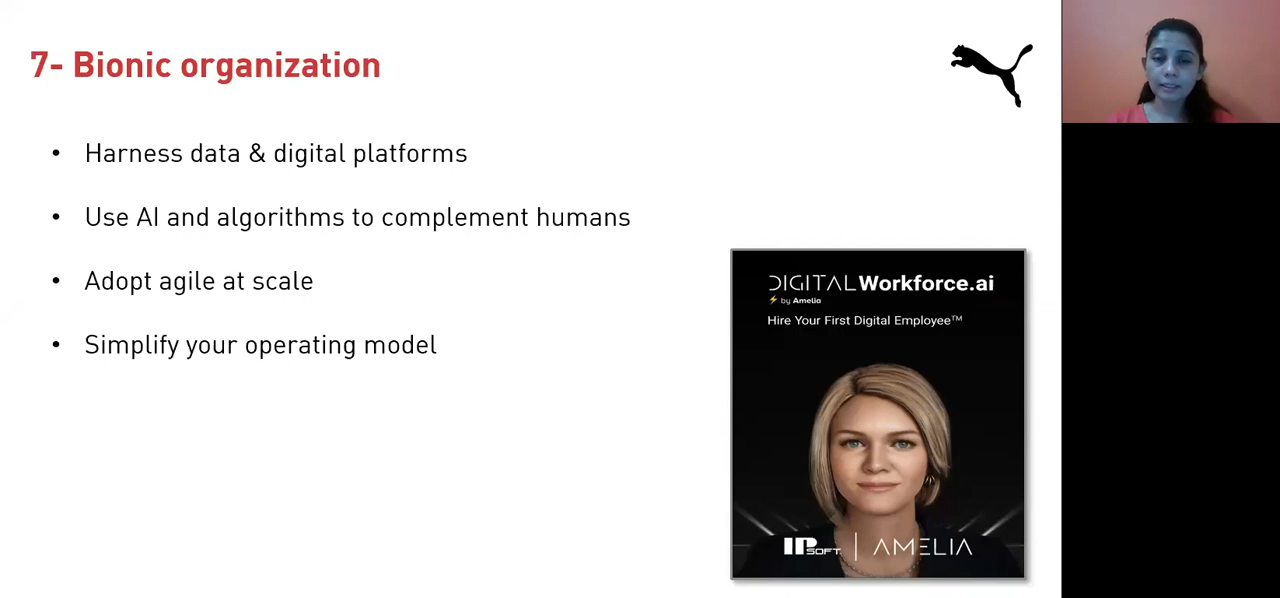 7- Bionic organization
• Harness data & digital platforms
• Use AI and algorithms to complement humans
• Adopt agile at scale
• Simplify your operating model
DIGITALWorkforce.ai
⚡ by Amelia
Hire Your First Digital Employee™
IPSOFT. | AMELIA